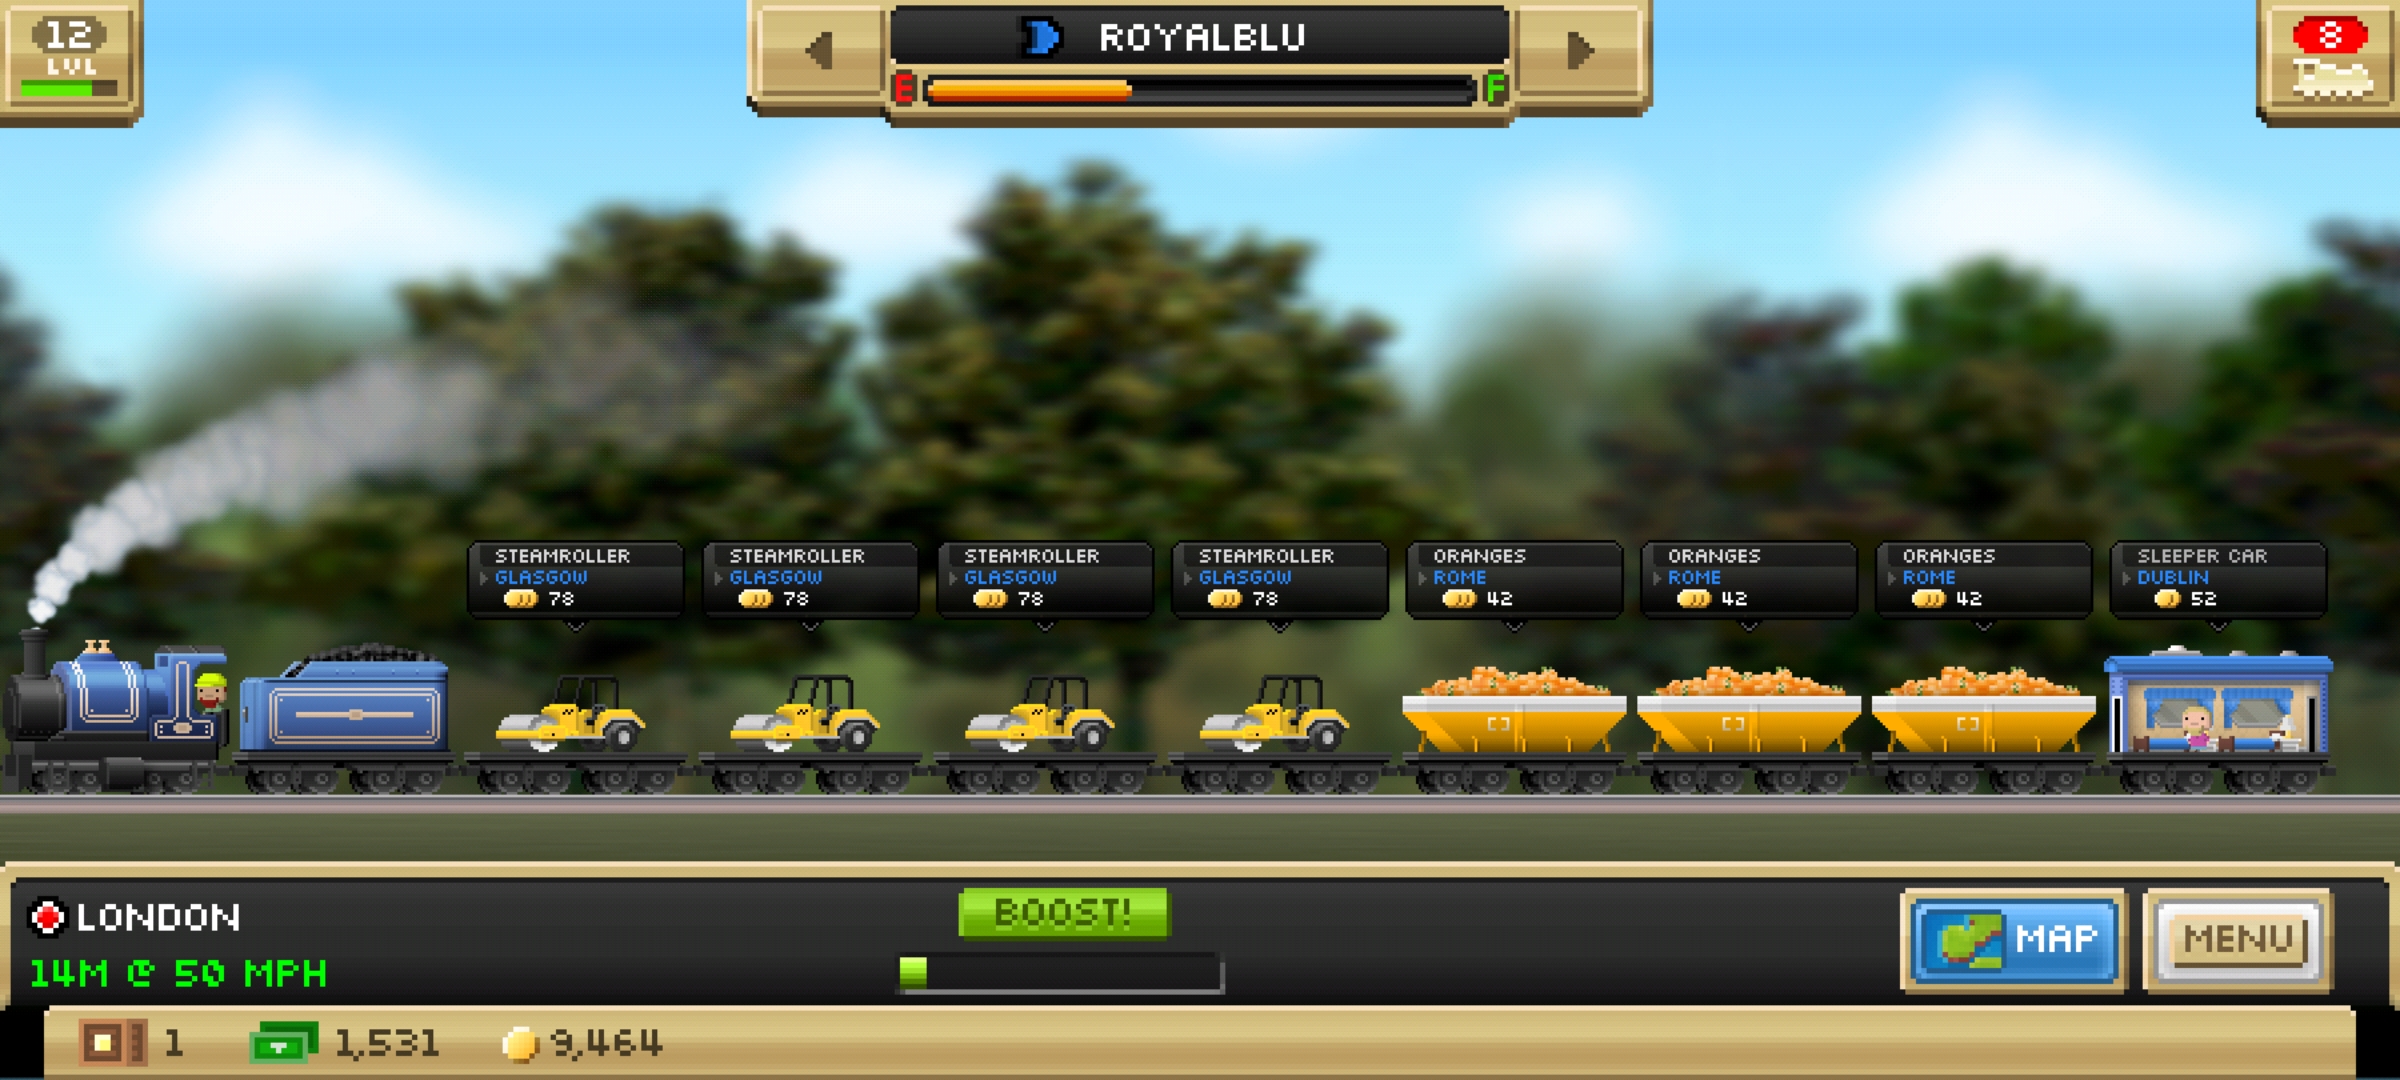 12
LVL
ROYALBLU
E F
8
STEAMROLLER
GLASGOW
78
STEAMROLLER
GLASGOW
78
STEAMROLLER
GLASGOW
78
STEAMROLLER
GLASGOW
78
ORANGES
ROME
42
ORANGES
ROME
42
ORANGES
ROME
42
SLEEPER CAR
DUBLIN
52
LONDON
14M @ 50 MPH
BOOST!
MAP
MENU
1
1,531
9,464